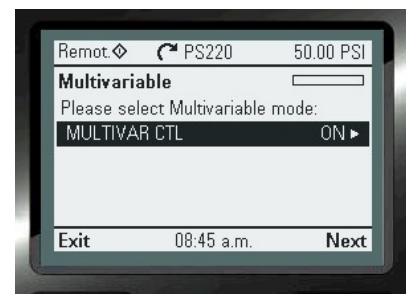 Remot. PS220 50.00 PSI
Multivariable
Please select Multivariable mode:
MULTIVAR CTL ON
Exit 08:45 a.m. Next